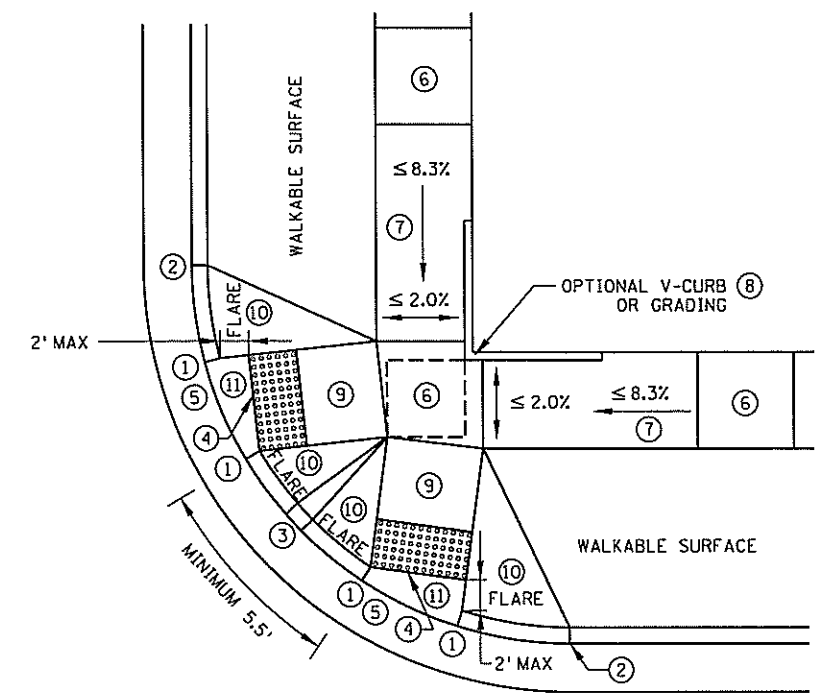 ⑥
WALKABLE SURFACE
≤ 8.3%
⑦
②
OPTIONAL V-CURB ⑧
OR GRADING
≤ 2.0%
FLARE ⑩
2' MAX
①
⑤
⑪
⑨
⑥
≤ 2.0%
≤ 8.3%
⑦
⑥
④
①
⑩
FLARE
⑨
③
⑩
FLARE
WALKABLE SURFACE
MINIMUM 5.5'
⑩
FLARE
①
⑤
⑪
④
①
2' MAX
②